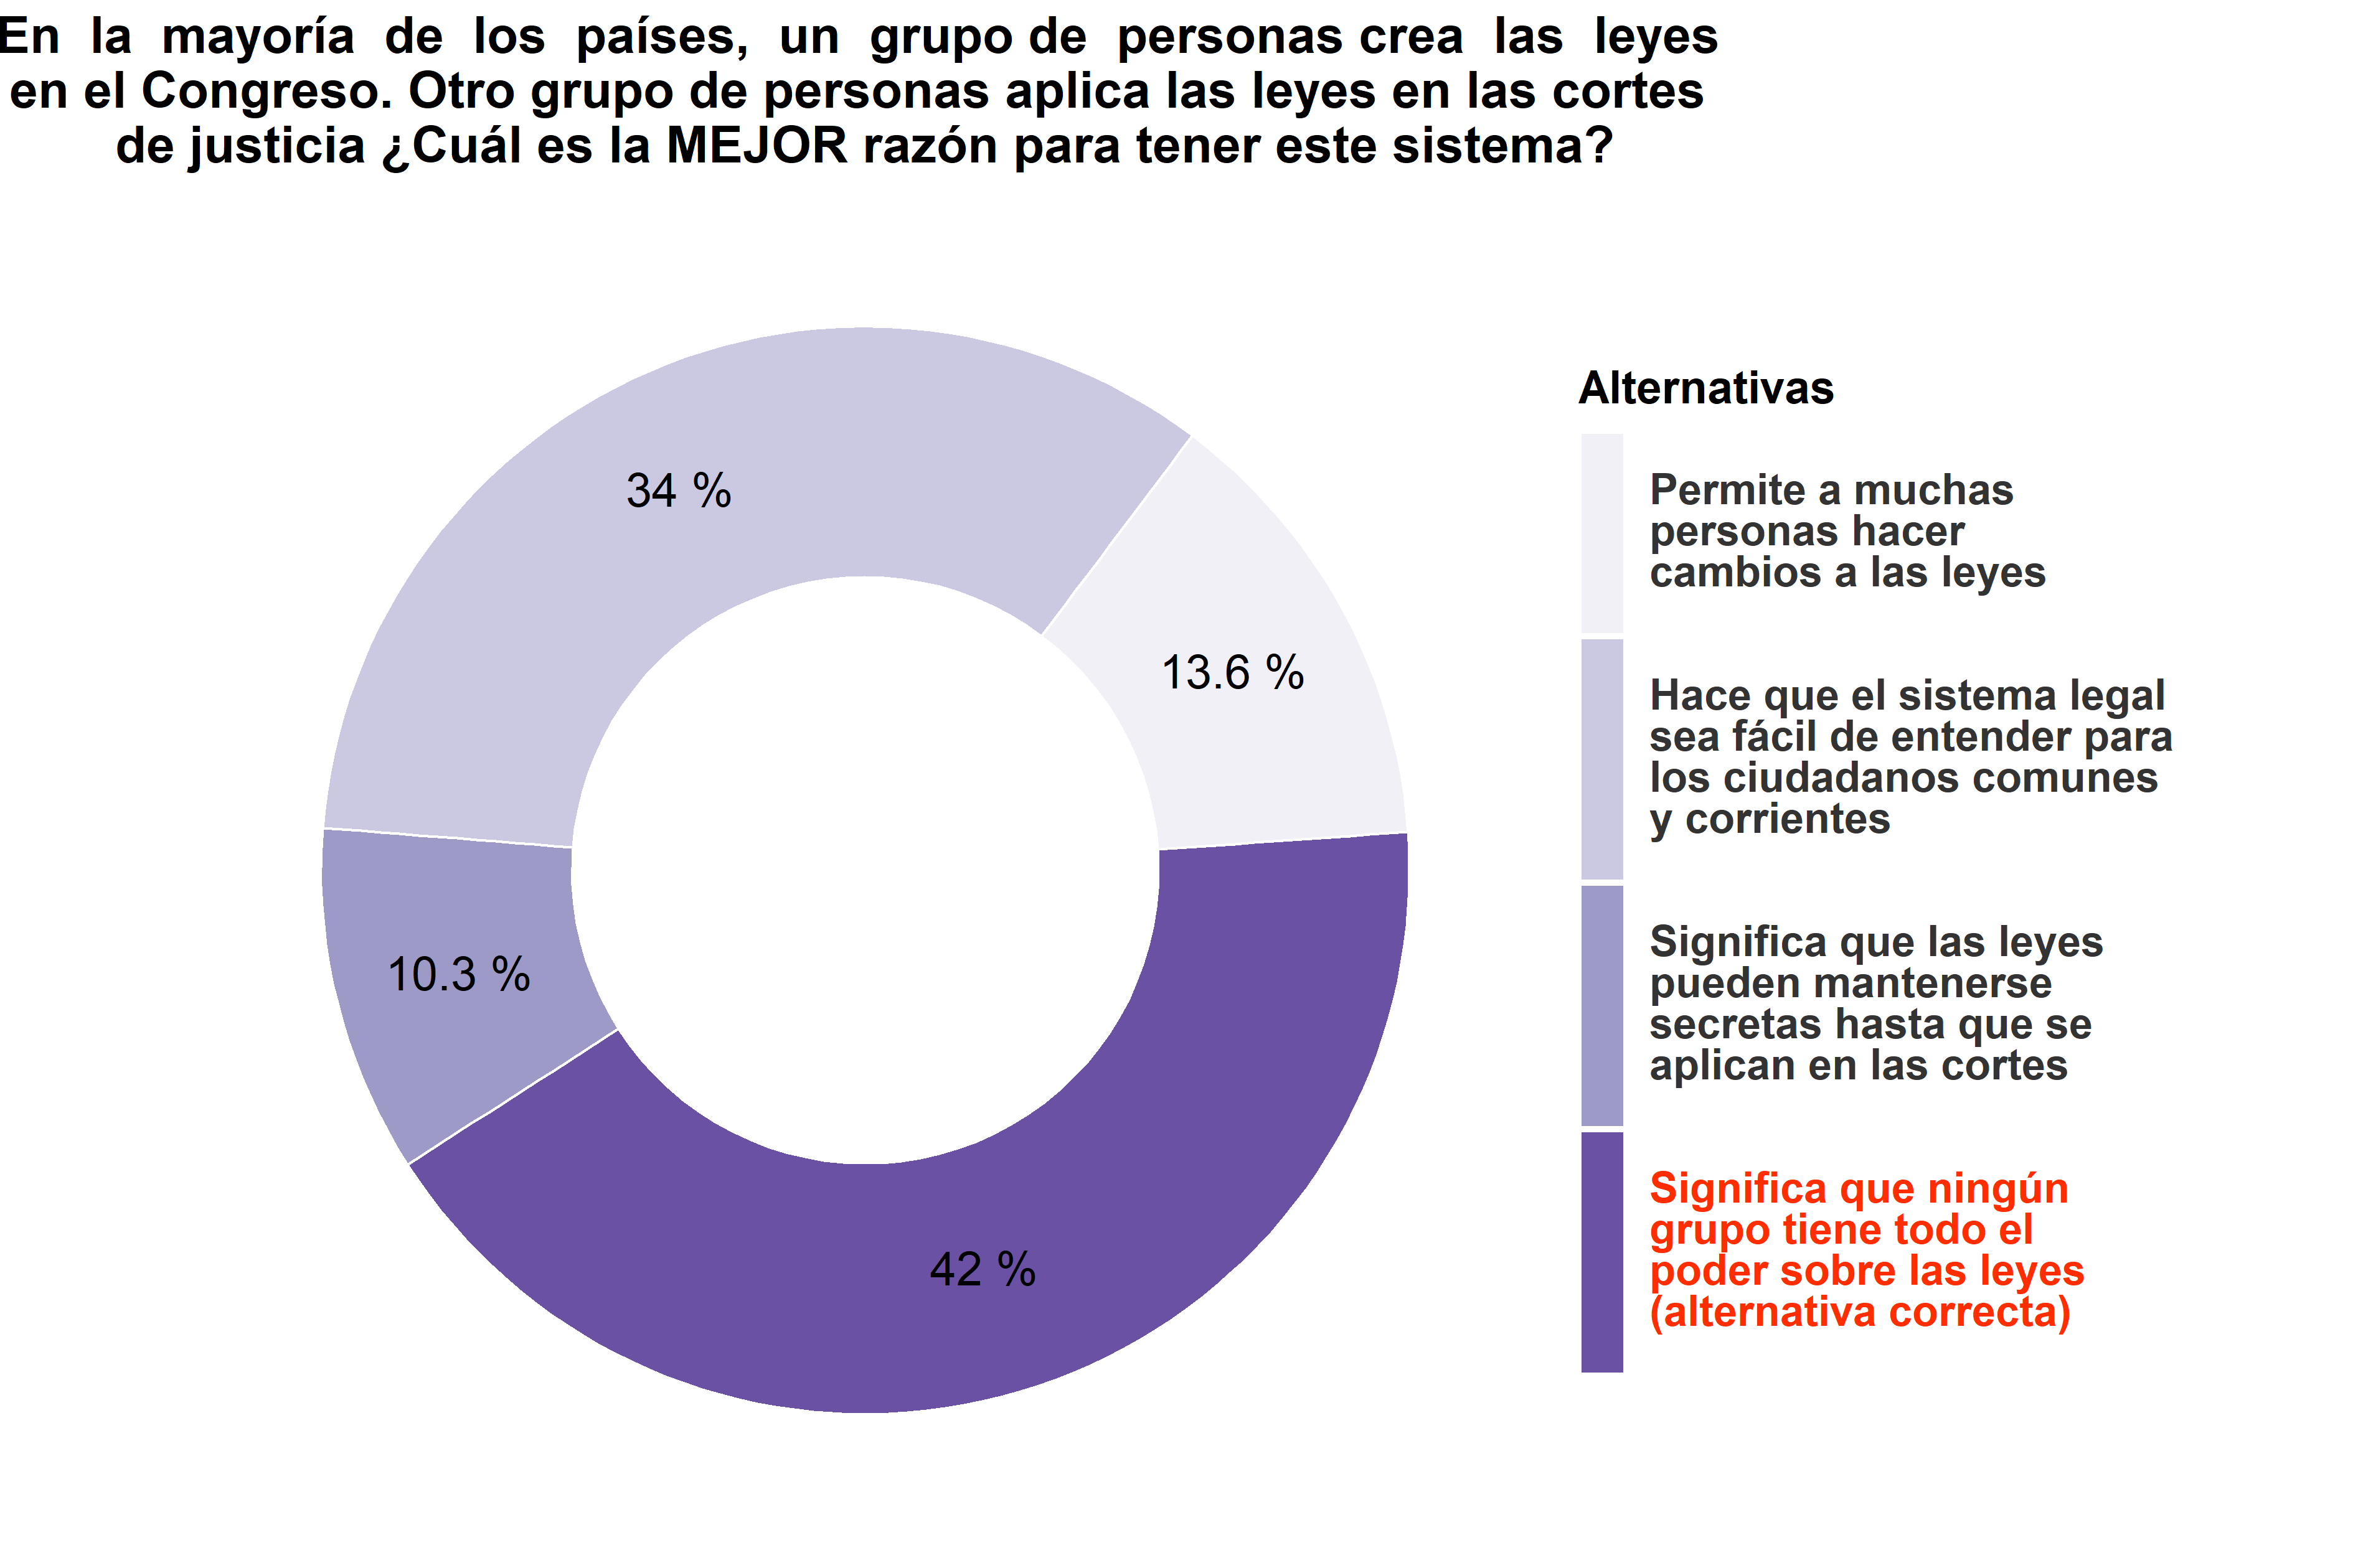 En la mayoría de los países, un grupo de personas crea las leyes
en el Congreso. Otro grupo de personas aplica las leyes en las cortes
de justicia ¿Cuál es la MEJOR razón para tener este sistema?
34 %
13.6 %
10.3 %
42 %
Alternativas
Permite a muchas
personas hacer
cambios a las leyes
Hace que el sistema legal
sea fácil de entender para
los ciudadanos comunes
y corrientes
Significa que las leyes
pueden mantenerse
secretas hasta que se
aplican en las cortes
Significa que ningún
grupo tiene todo el
poder sobre las leyes
(alternativa correcta)